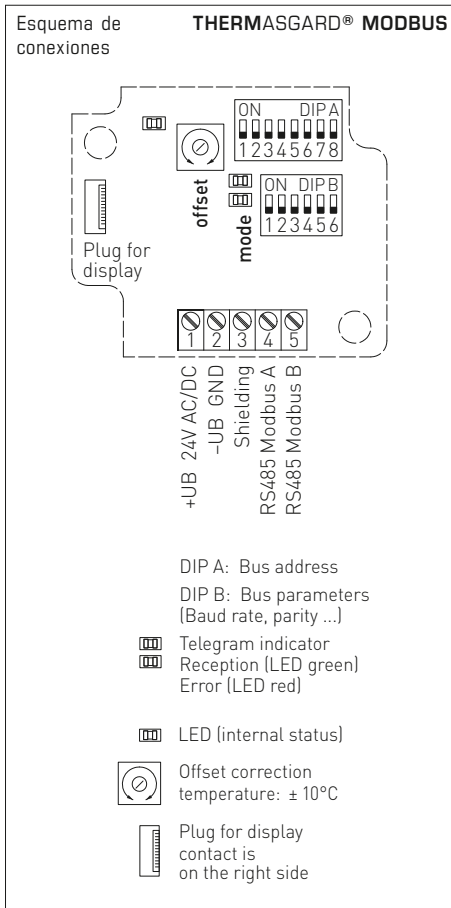 Esquema de conexiones
THERMASGARD® MODBUS
ON DIP A
1 2 3 4 5 6 7 8
offset
ON DIP B
1 2 3 4 5 6
mode
Plug for
display
1 2 3 4 5
+UB 24V AC/DC
–UB GND
Shielding
RS485 Modbus A
RS485 Modbus B
DIP A: Bus address
DIP B: Bus parameters
(Baud rate, parity ...)
Telegram indicator
Reception (LED green)
Error (LED red)
LED (internal status)
Offset correction
temperature: ± 10°C
Plug for display
contact is
on the right side